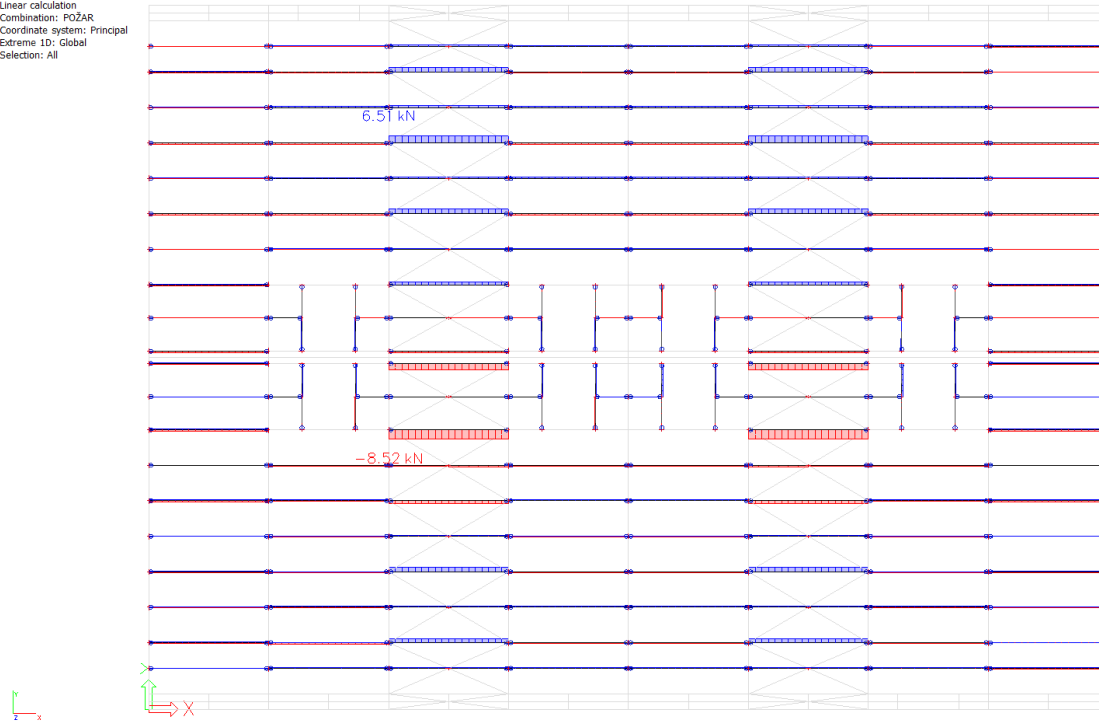 Linear calculation
Combination: POŽAR
Coordinate system: Principal
Extreme 1D: Global
Selection: All
6.51 kN
−8.52 kN
Y
X
Y
Z X